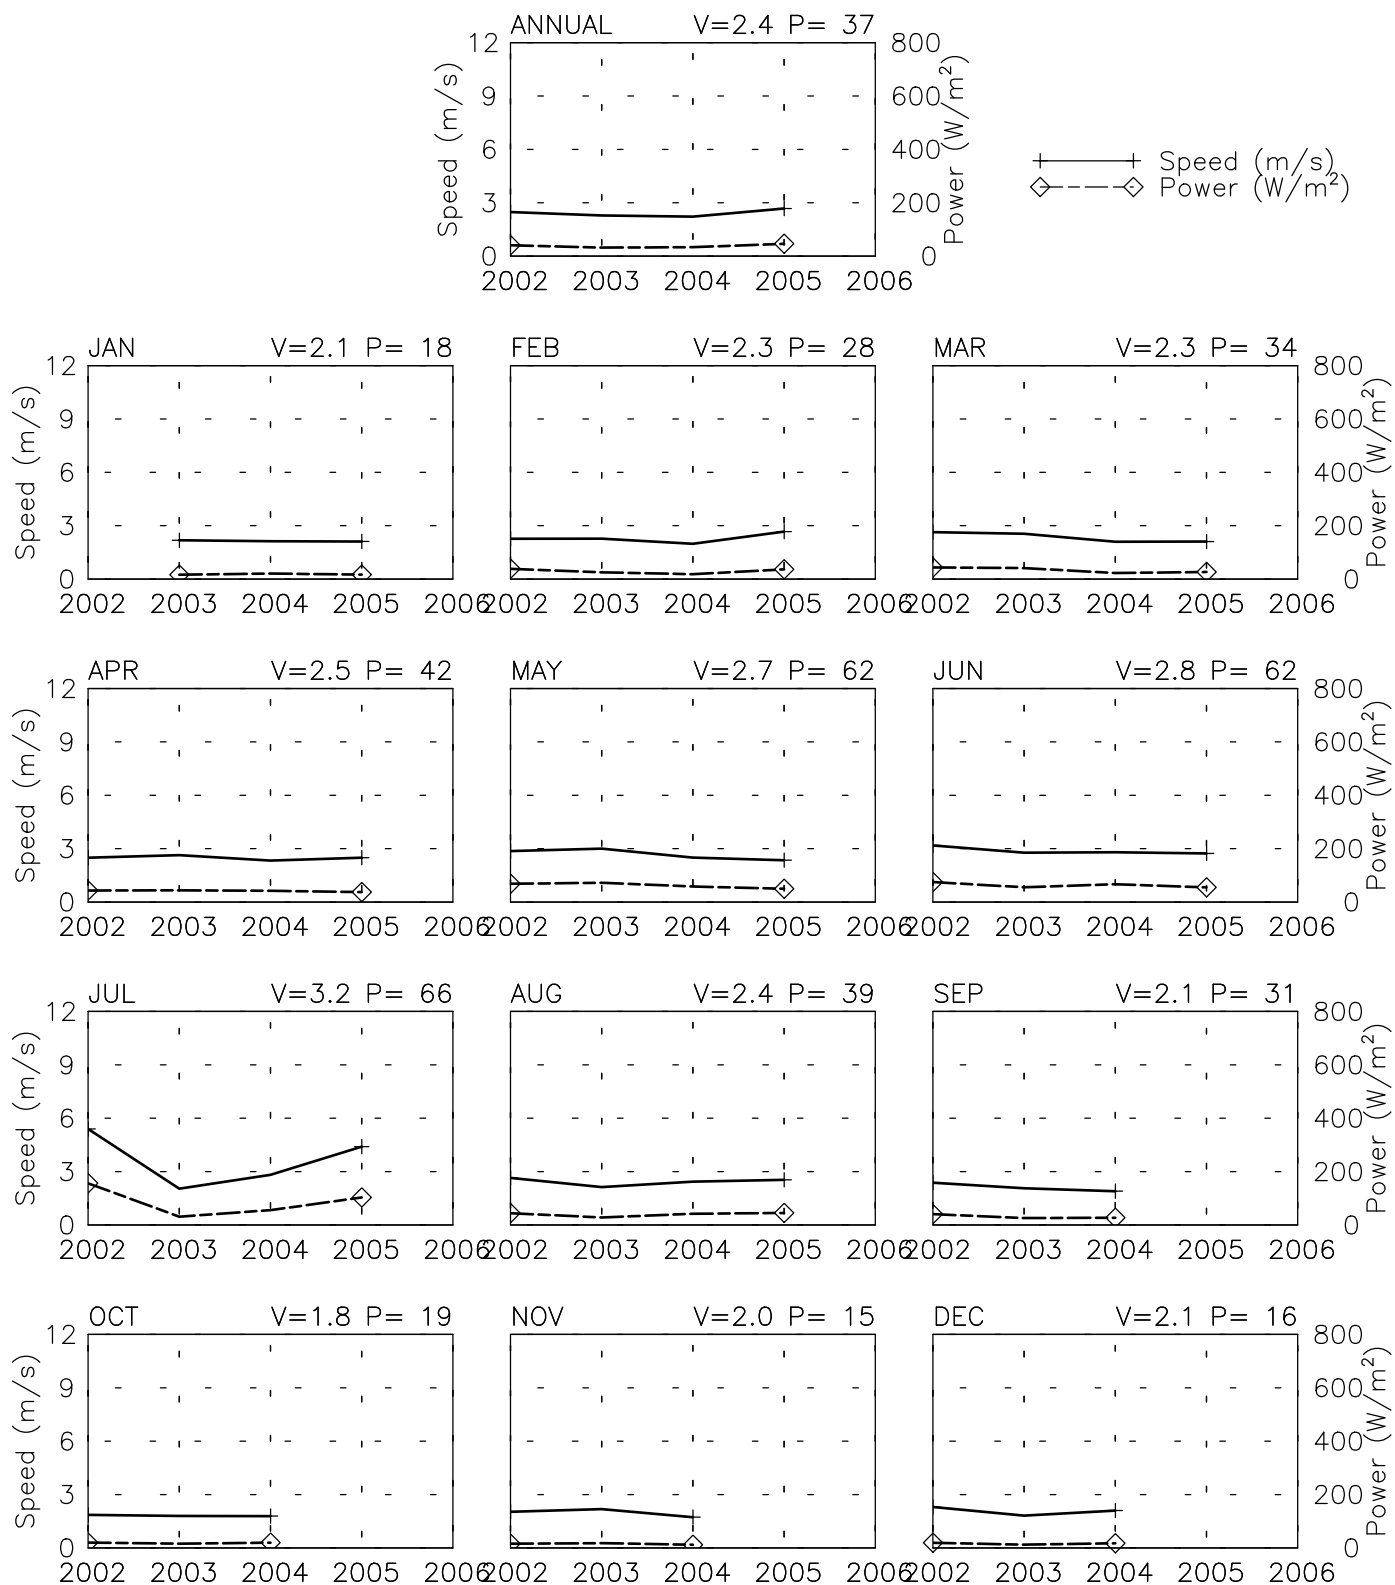 ANNUAL V=2.4 P= 37
12 9 6 3 0
Speed (m/s)
800 600 400 200 0
Power (W/m²)
2002 2003 2004 2005 2006
Speed (m/s)
Power (W/m²)
JAN V=2.1 P= 18
FEB V=2.3 P= 28
MAR V=2.3 P= 34
12 9 6 3 0
Speed (m/s)
800 600 400 200 0
Power (W/m²)
2002 2003 2004 2005 2006
2002 2003 2004 2005 2006
2002 2003 2004 2005 2006
APR V=2.5 P= 42
MAY V=2.7 P= 62
JUN V=2.8 P= 62
12 9 6 3 0
Speed (m/s)
800 600 400 200 0
Power (W/m²)
2002 2003 2004 2005 2006
2002 2003 2004 2005 2006
2002 2003 2004 2005 2006
JUL V=3.2 P= 66
AUG V=2.4 P= 39
SEP V=2.1 P= 31
12 9 6 3 0
Speed (m/s)
800 600 400 200 0
Power (W/m²)
2002 2003 2004 2005 2006
2002 2003 2004 2005 2006
2002 2003 2004 2005 2006
OCT V=1.8 P= 19
NOV V=2.0 P= 15
DEC V=2.1 P= 16
12 9 6 3 0
Speed (m/s)
800 600 400 200 0
Power (W/m²)
2002 2003 2004 2005 2006
2002 2003 2004 2005 2006
2002 2003 2004 2005 2006